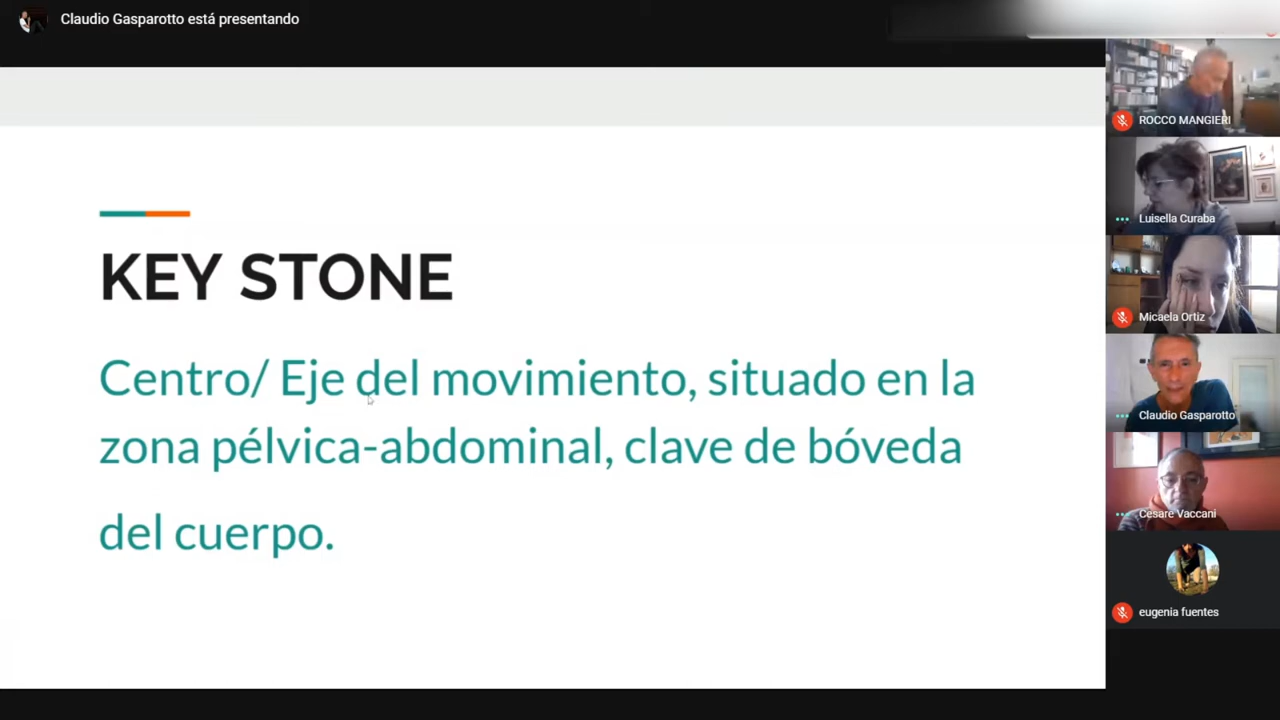 Claudio Gasparotto está presentando
KEY STONE
Centro/ Eje del movimiento, situado en la
zona pélvica-abdominal, clave de bóveda
del cuerpo.
ROCCO MANGIERI
Luisella Curaba
Micaela Ortiz
Claudio Gasparotto
Cesare Vaccani
eugenia fuentes